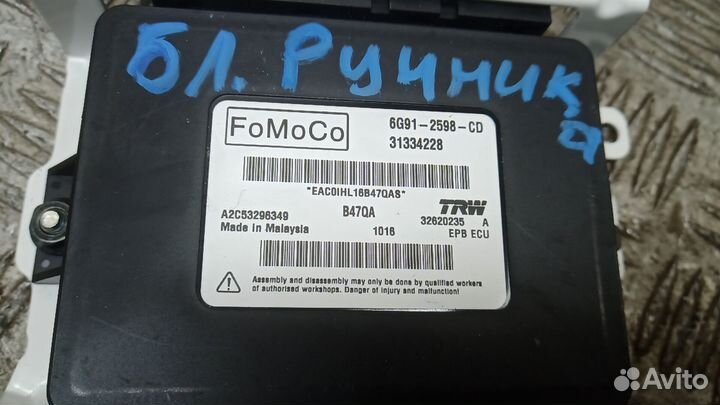 бл. Ручника
FoMoCo
6G91-2598-CD
31334228
*EAC0IHL16B47QAS*
A2C53296349
B47QA
TRW
32620235 A
Made in Malaysia
1016
EPB ECU
Assembly and disassembly may only be done by qualified workers
of authorised workshops. Danger of injury and malfunction!
Avito